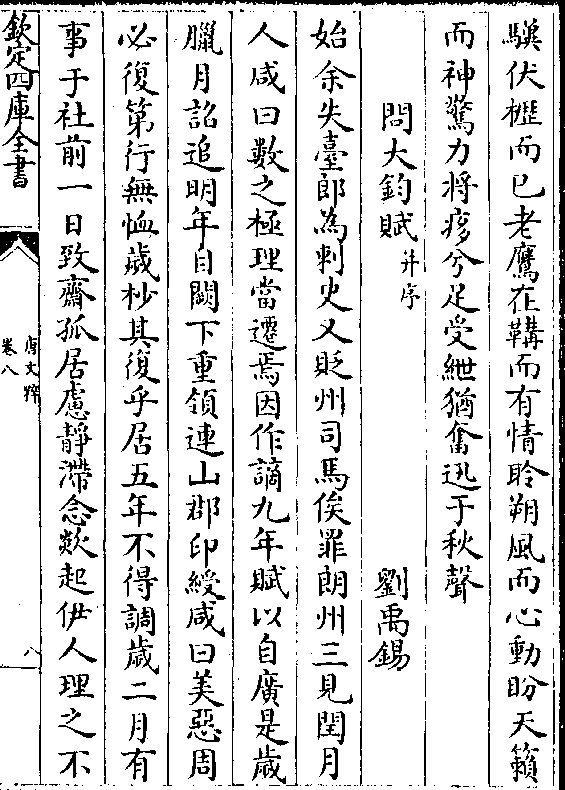 驥伏櫪而已老鷹在鞲而有情聆朔風而心動盼天籟
而神驚力將痑兮足受紲猶奮迅于秋聲
問大鈞賦并序
劉禹錫
始余失臺郎為刺史又貶州司馬俟罪朗州三見閏月
人咸曰數之極理當遷焉因作謫九年賦以自廣是歲
臘月詔追明年自闕下重領連山郡印綬咸曰美惡周
必復第行無恤歲杪其復乎居五年不得調歲二月有
事于社前一日致齋孤居慮靜滯念欻起伊人理之不
欽定四庫全書
唐文粹
卷八
八